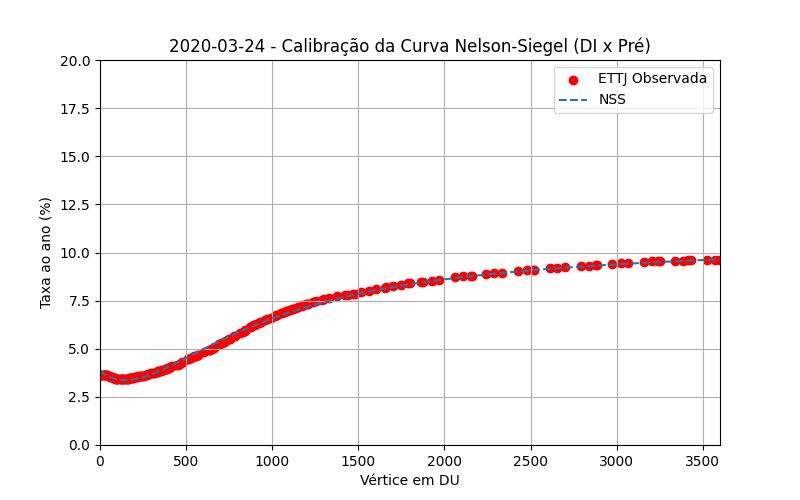 2020-03-24 - Calibração da Curva Nelson-Siegel (DI x Pré)
ETTJ Observada
NSS
Taxa ao ano (%)
20.0
17.5
15.0
12.5
10.0
7.5
5.0
2.5
0.0
0 500 1000 1500 2000 2500 3000 3500
Vértice em DU